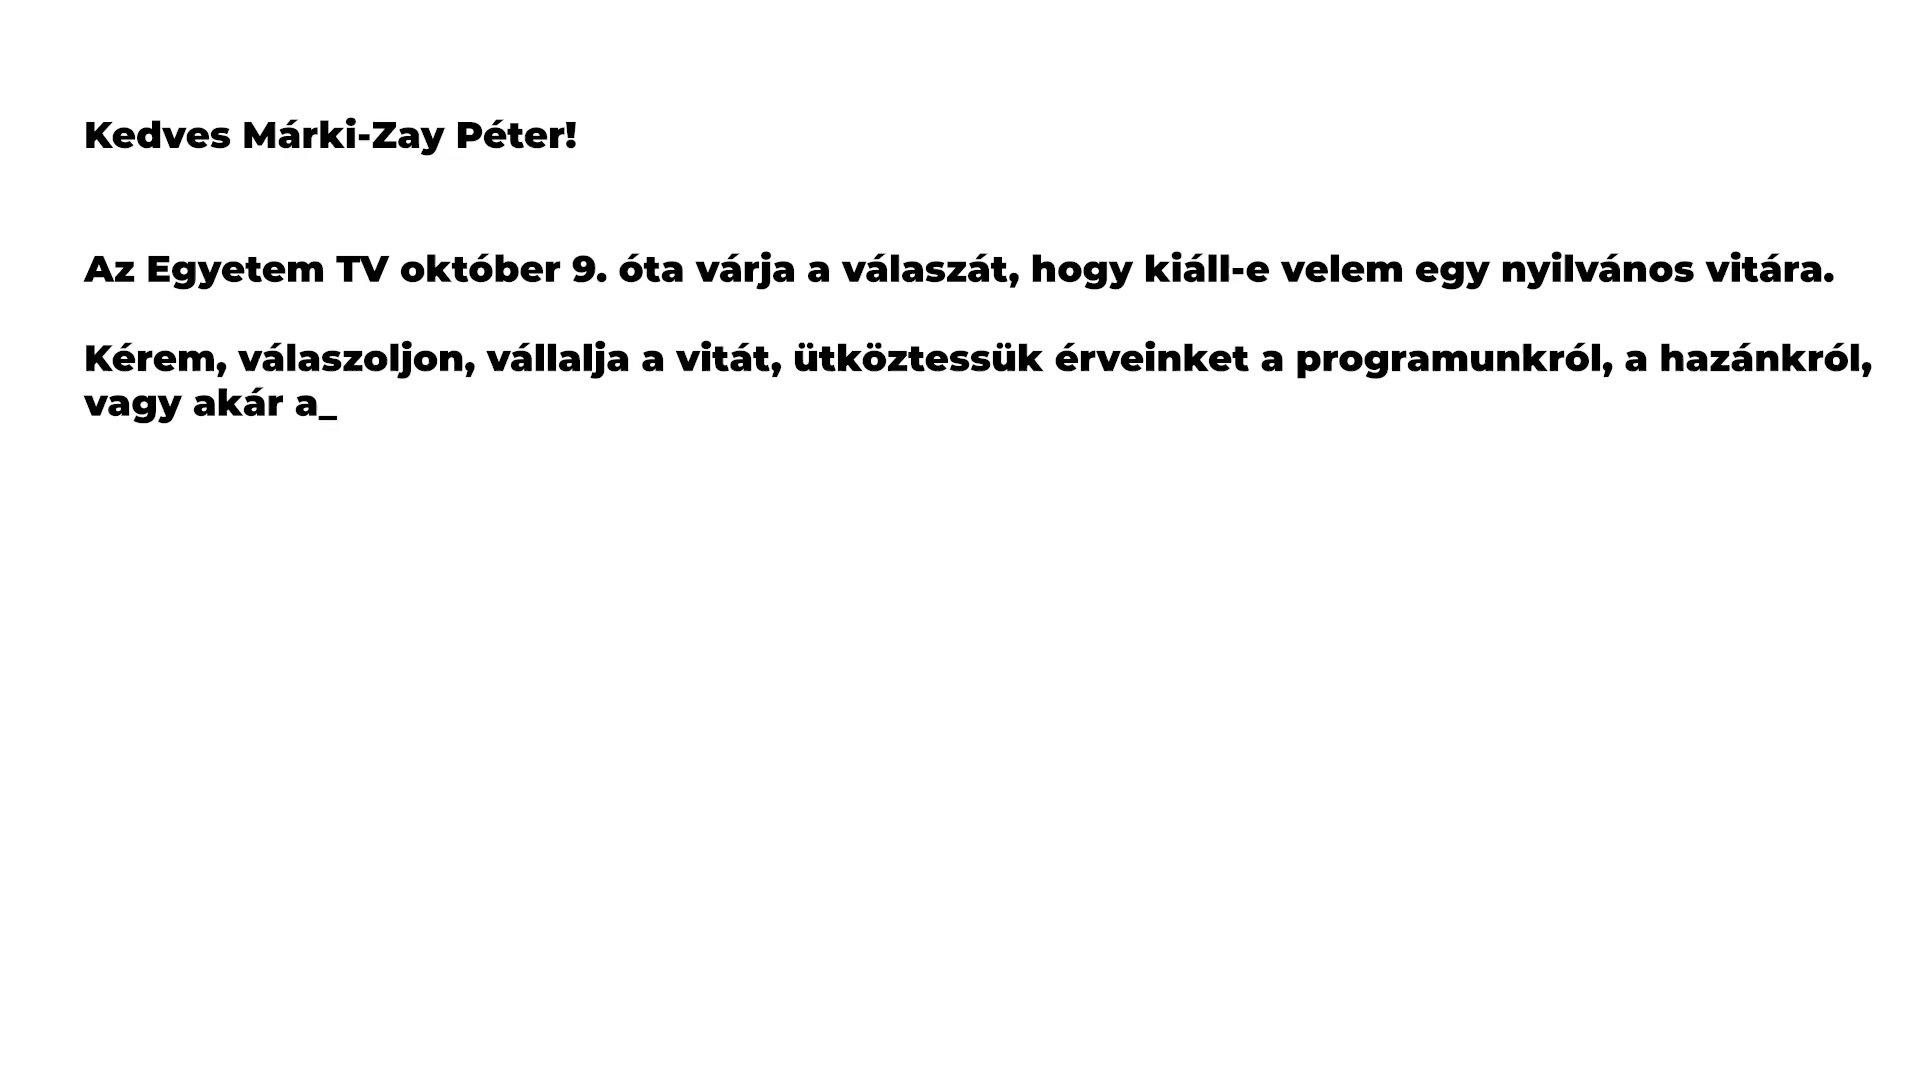 Kedves Márki-Zay Péter!
Az Egyetem TV október 9. óta várja a válaszát, hogy kiáll-e velem egy nyilvános vitára.
Kérem, válaszoljon, vállalja a vitát, ütköztessük érveinket a programunkról, a hazánkról,
vagy akár a_